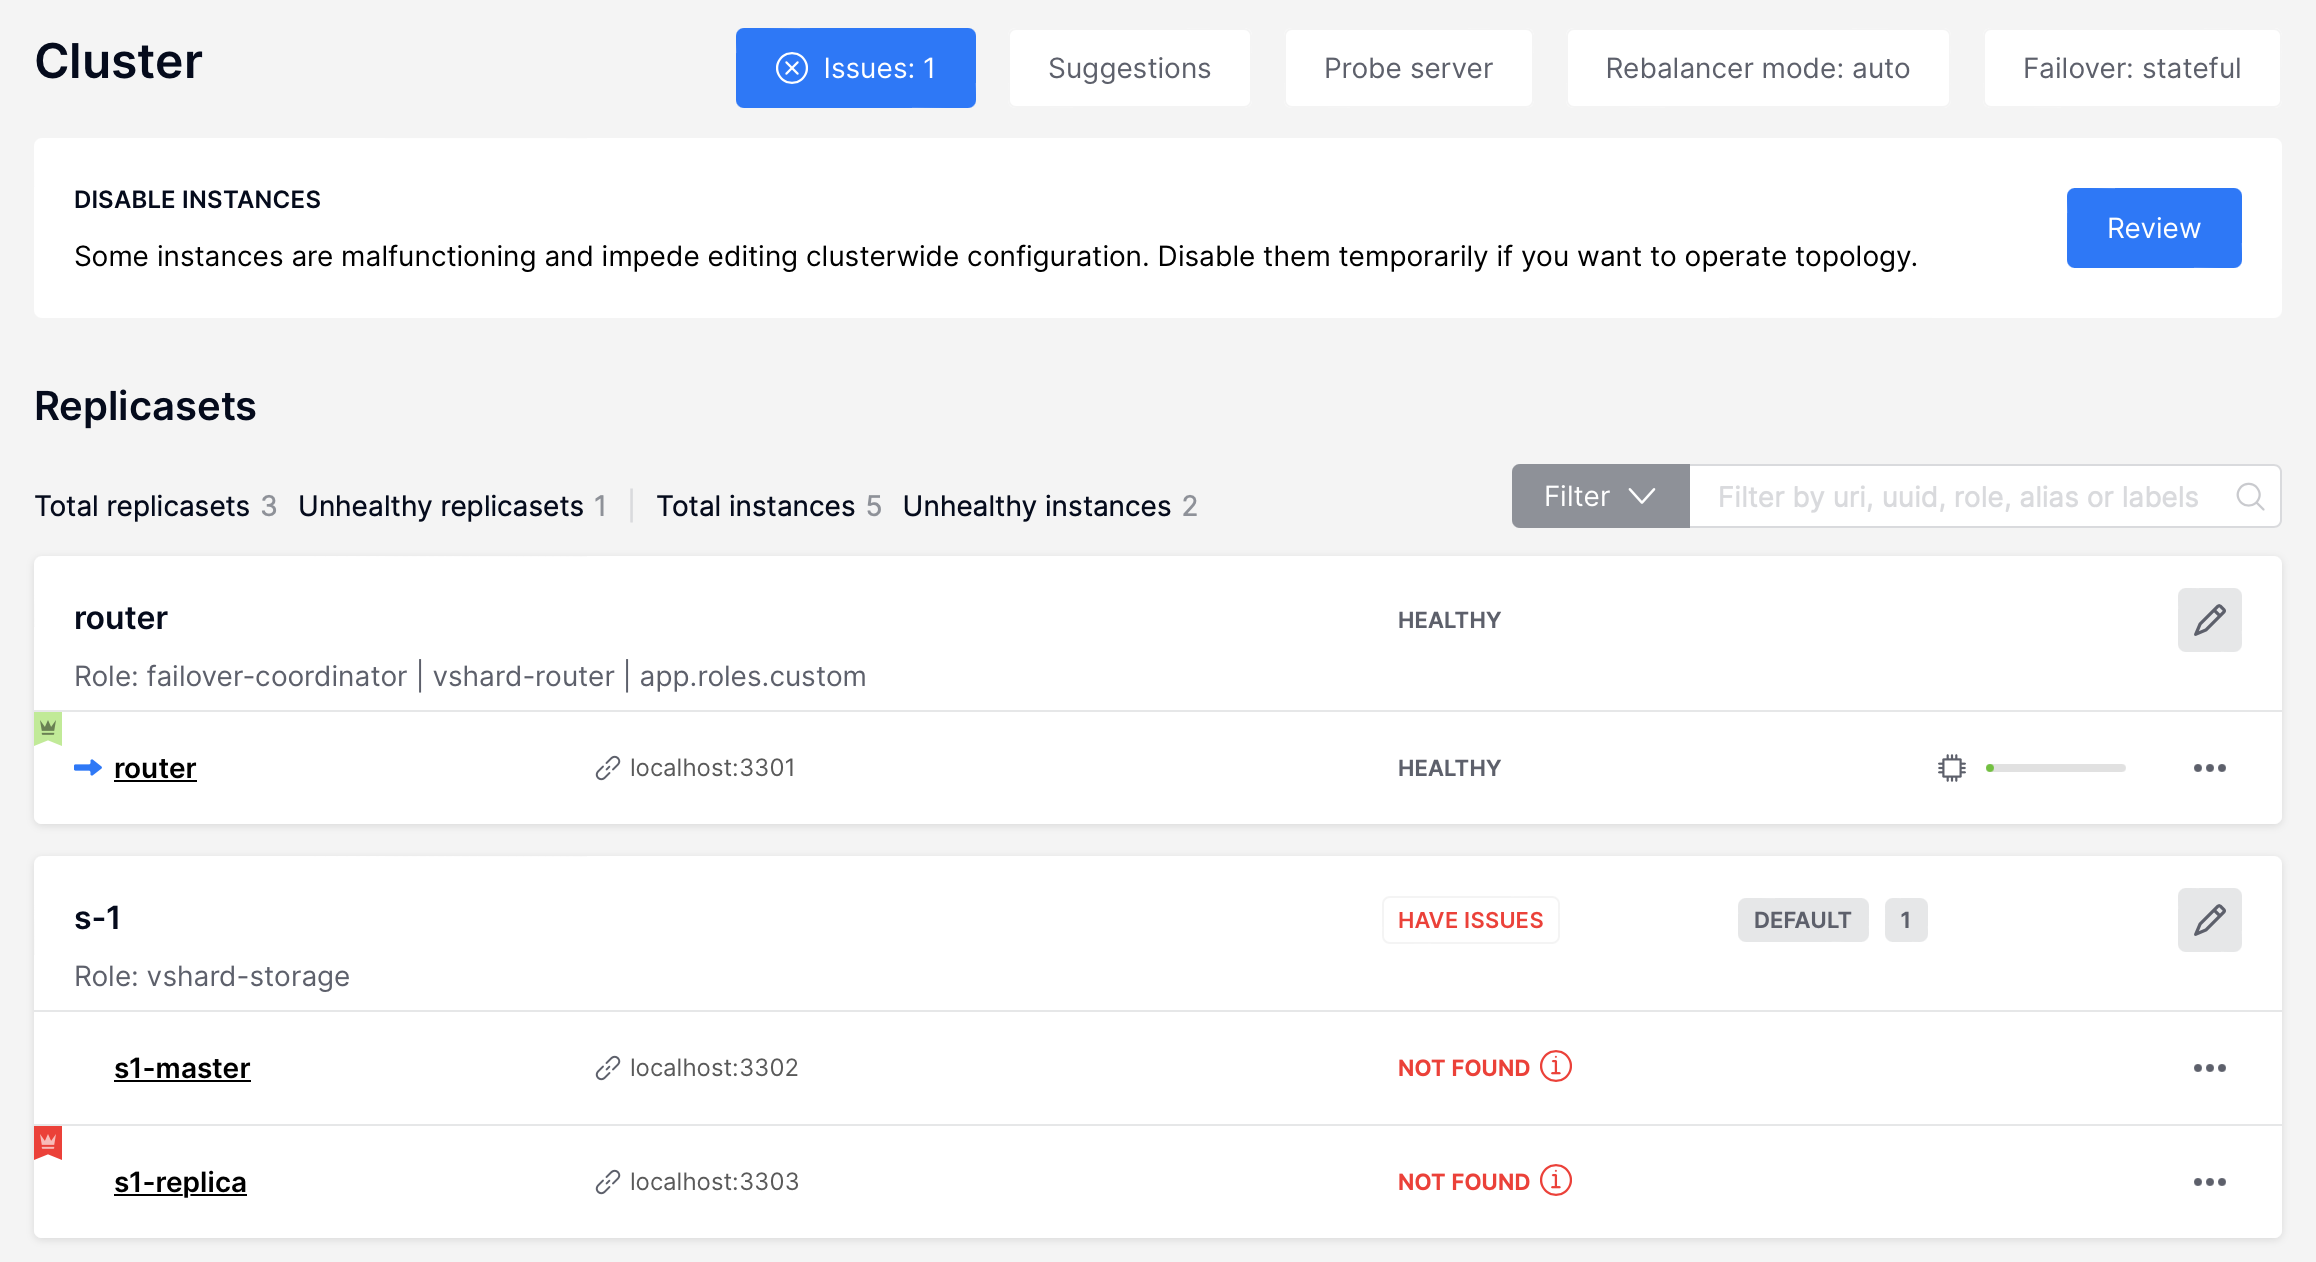 Cluster
Issues: 1
Suggestions
Probe server
Rebalancer mode: auto
Failover: stateful
DISABLE INSTANCES
Some instances are malfunctioning and impede editing clusterwide configuration. Disable them temporarily if you want to operate topology.
Review
Replicasets
Total replicasets 3 Unhealthy replicasets 1 | Total instances 5 Unhealthy instances 2
Filter
Filter by uri, uuid, role, alias or labels
router
HEALTHY
Role: failover-coordinator | vshard-router | app.roles.custom
router
localhost:3301
HEALTHY
s-1
HAVE ISSUES
DEFAULT
1
Role: vshard-storage
s1-master
localhost:3302
NOT FOUND
s1-replica
localhost:3303
NOT FOUND